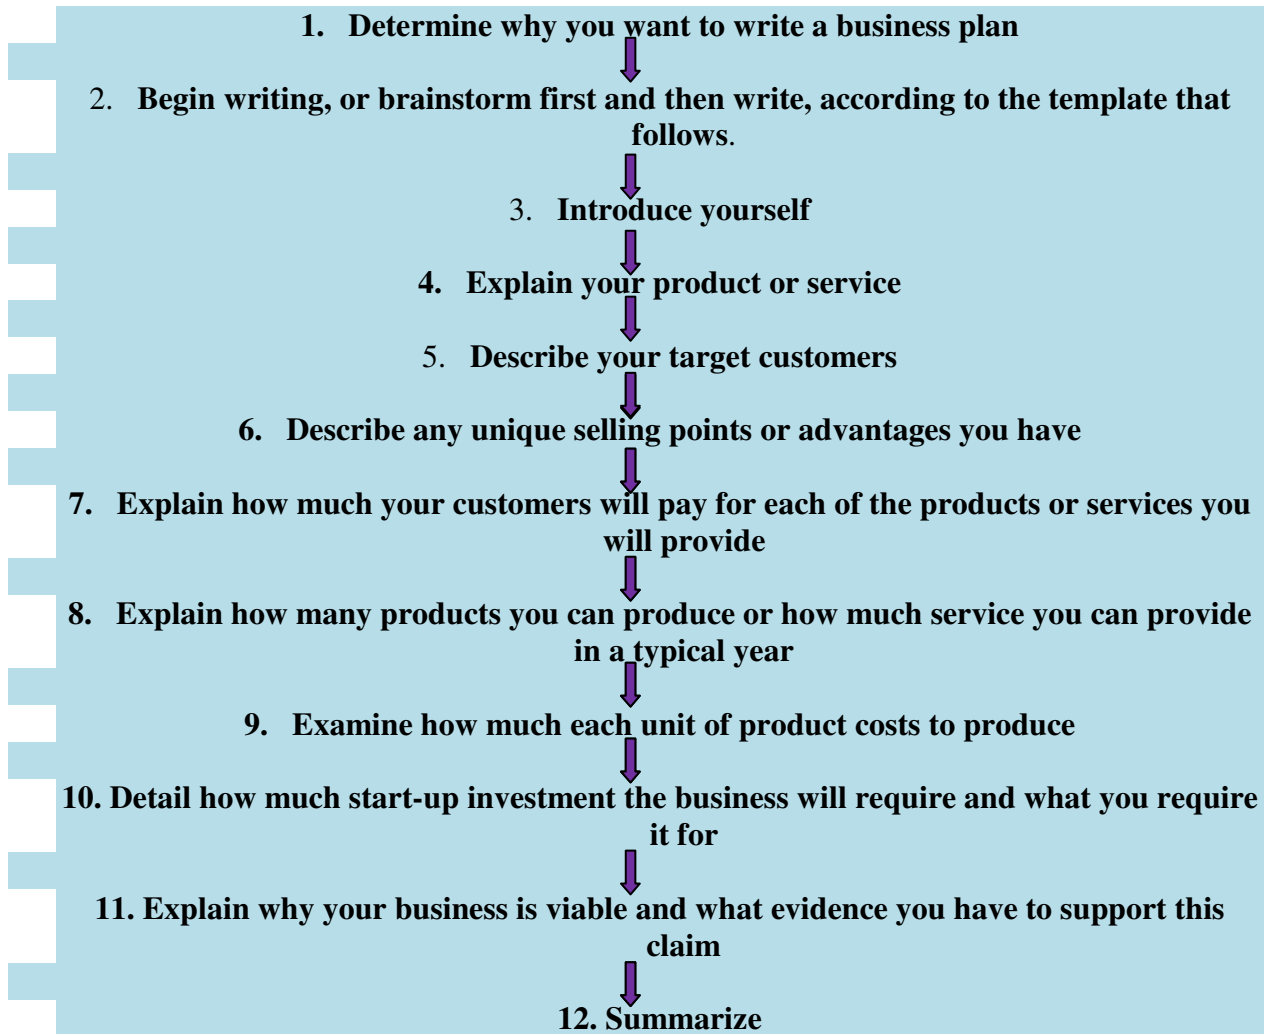 1. Determine why you want to write a business plan
2. Begin writing, or brainstorm first and then write, according to the template that
follows.
3. Introduce yourself
4. Explain your product or service
5. Describe your target customers
6. Describe any unique selling points or advantages you have
7. Explain how much your customers will pay for each of the products or services you
will provide
8. Explain how many products you can produce or how much service you can provide
in a typical year
9. Examine how much each unit of product costs to produce
10. Detail how much start-up investment the business will require and what you require
it for
11. Explain why your business is viable and what evidence you have to support this
claim
12. Summarize